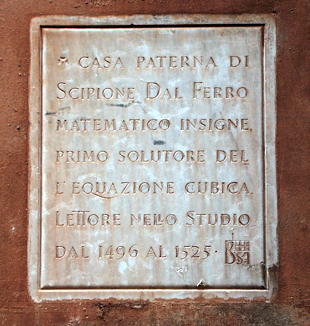 CASA PATERNA DI
SCIPIONE DAL FERRO
MATEMATICO INSIGNE,
PRIMO SOLUTORE DEL
L'EQUAZIONE CUBICA.
LETTORE NELLO STUDIO
DAL 1496 AL 1525 ·